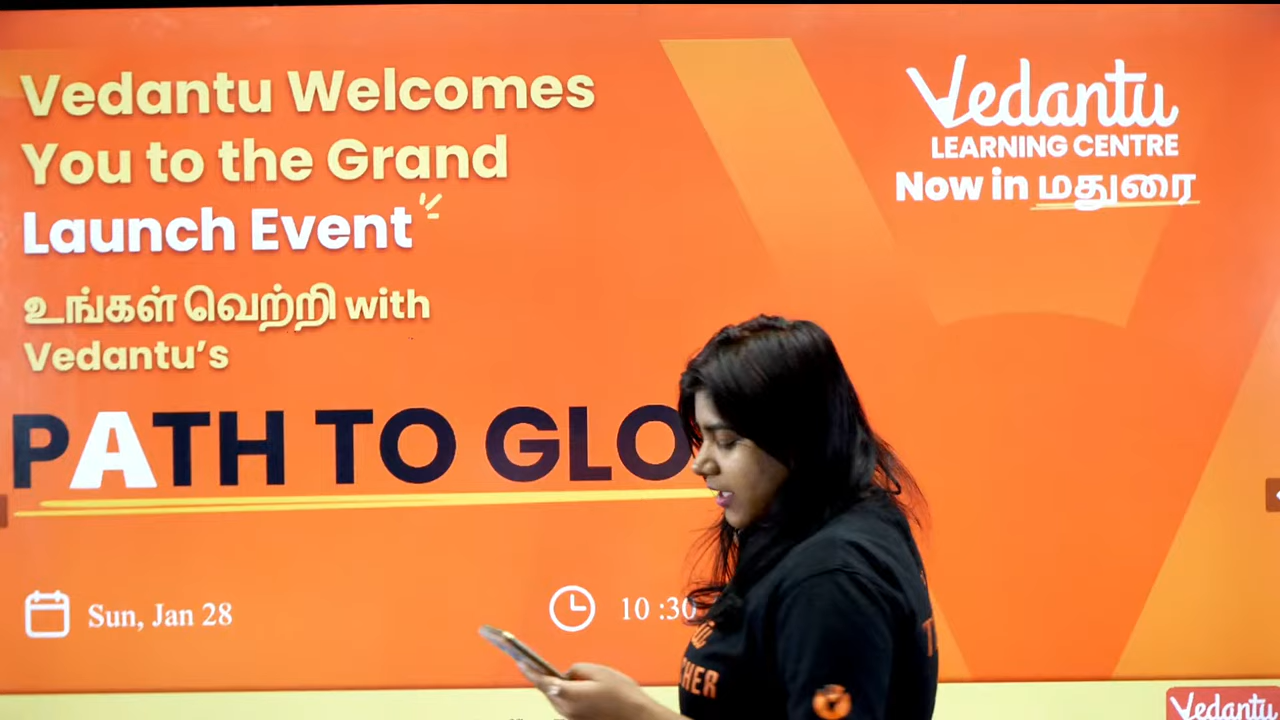 Vedantu Welcomes
You to the Grand
Launch Event
உங்கள் வெற்றி with
Vedantu's
PATH TO GLO
Sun, Jan 28
10 :30
Vedantu
LEARNING CENTRE
Now in மதுரை
THER
Vedantu